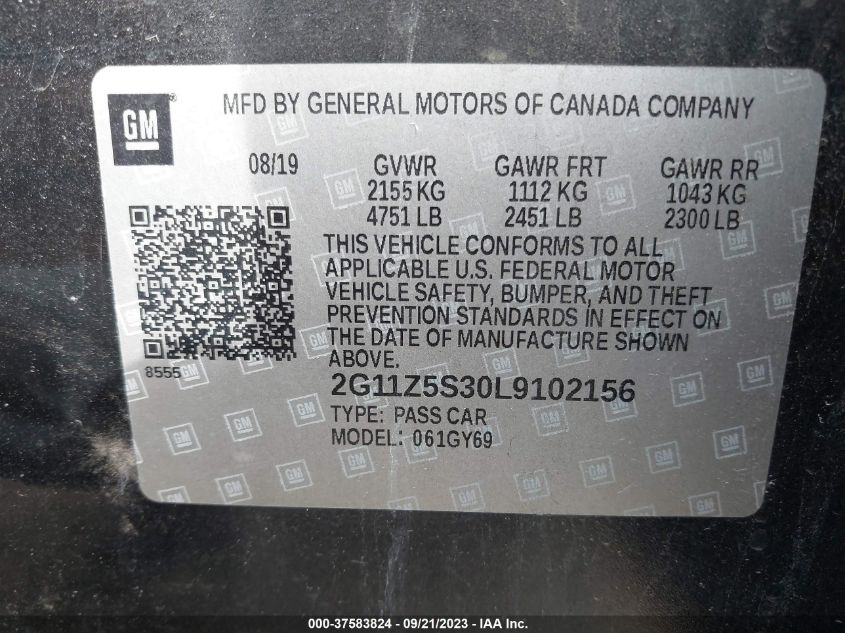 GM
MFD BY GENERAL MOTORS OF CANADA COMPANY
08/19 GVWR GAWR FRT GAWR RR
2155 KG 1112 KG 1043 KG
4751 LB 2451 LB 2300 LB
THIS VEHICLE CONFORMS TO ALL
APPLICABLE U.S. FEDERAL MOTOR
VEHICLE SAFETY, BUMPER, AND THEFT
PREVENTION STANDARDS IN EFFECT ON
THE DATE OF MANUFACTURE SHOWN
ABOVE.
8555
2G11Z5S30L9102156
TYPE: PASS CAR
MODEL: 061GY69
000-37583824 - 09/21/2023 - IAA Inc.